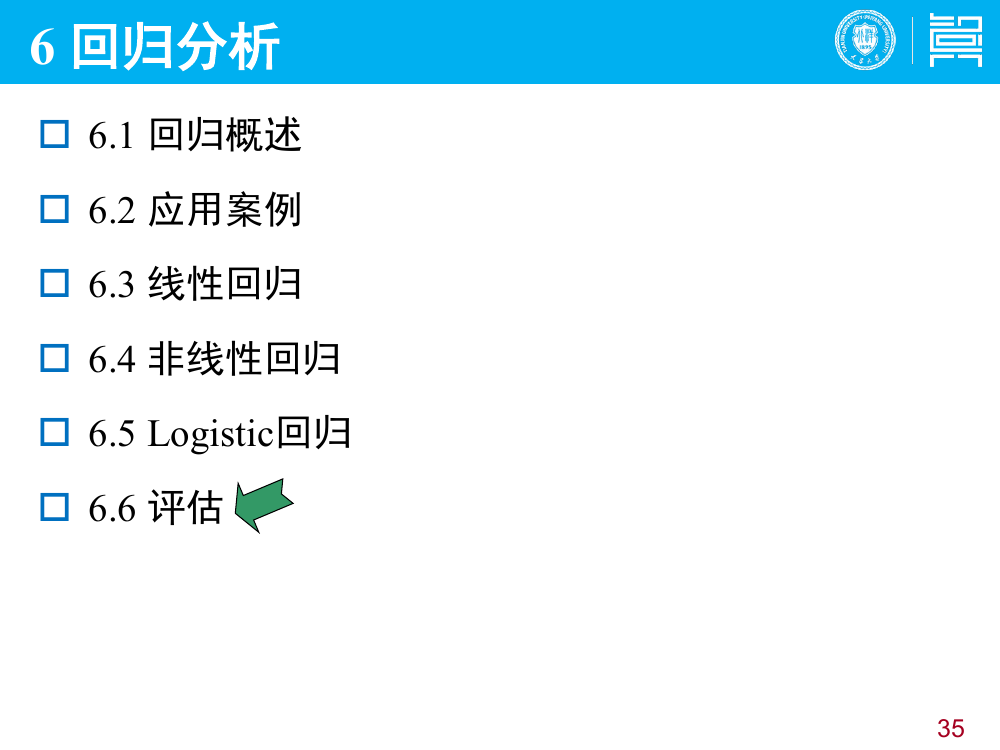 6 回归分析
6.1 回归概述
6.2 应用案例
6.3 线性回归
6.4 非线性回归
6.5 Logistic回归
6.6 评估
35